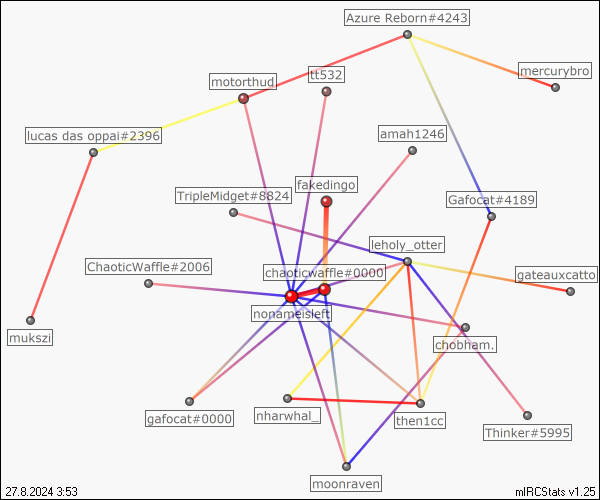 Azure Reborn#4243
mercurybro
tt532
motorthud
lucas das oppai#2396
amah1246
fakedingo
TripleMidget#8824
Gafocat#4189
leholy_otter
ChaoticWaffle#2006
chaoticwaffle#0000
gateauxcatto
nonameisleft
mukszi
chobham.
gafocat#0000
nharwhal_
then1cc
Thinker#5995
moonraven
27.8.2024 3:53
mIRCStats v1.25